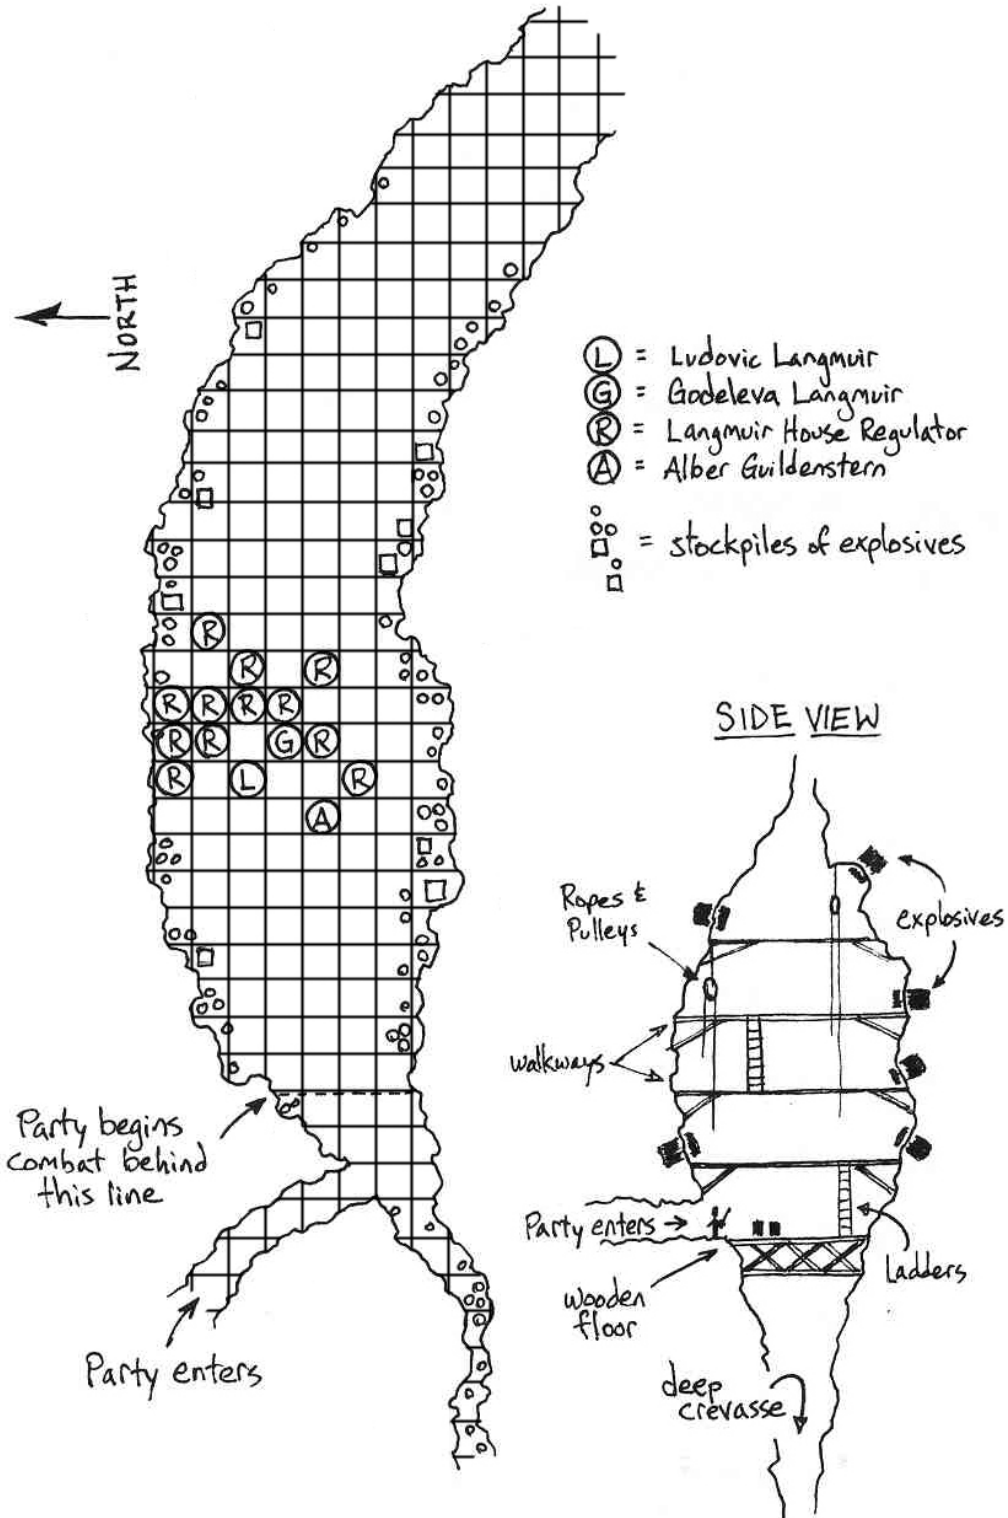 NORTH
L = Ludovic Langmuir
G = Godeleva Langmuir
R = Langmuir House Regulator
A = Alber Guildenstern
= stockpiles of explosives
R
R R
R R R R
R R G R
R L R
A
Party begins
combat behind
this line
Party enters
SIDE VIEW
Ropes &
Pulleys
explosives
walkways
Party enters →
Ladders
wooden
floor
deep
crevasse